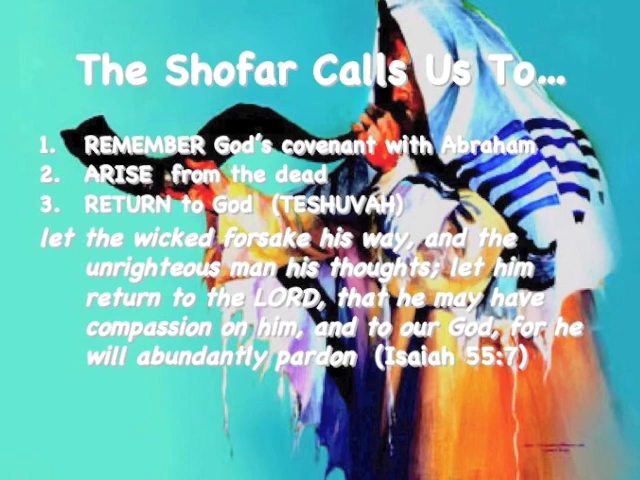 The Shofar Calls Us To...
1. REMEMBER God's covenant with Abraham
2. ARISE from the dead
3. RETURN to God (TESHUVAH)
let the wicked forsake his way, and the
unrighteous man his thoughts; let him
return to the LORD, that he may have
compassion on him, and to our God, for he
will abundantly pardon (Isaiah 55:7)